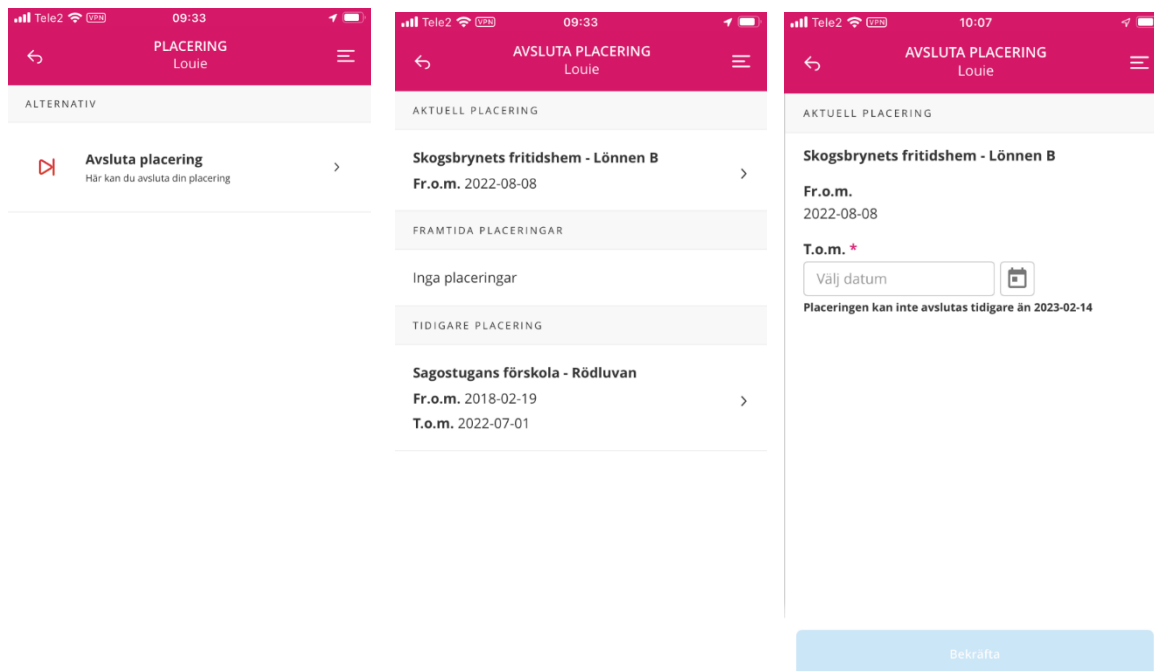 Tele2 VPN 09:33
PLACERING
Louie
ALTERNATIV
Avsluta placering
Här kan du avsluta din placering
Tele2 VPN 09:33
AVSLUTA PLACERING
Louie
AKTUELL PLACERING
Skogsbrynets fritidshem - Lönnen B
Fr.o.m. 2022-08-08
FRAMTIDA PLACERINGAR
Inga placeringar
TIDIGARE PLACERING
Sagostugans förskola - Rödluvan
Fr.o.m. 2018-02-19
T.o.m. 2022-07-01
Tele2 VPN 10:07
AVSLUTA PLACERING
Louie
AKTUELL PLACERING
Skogsbrynets fritidshem - Lönnen B
Fr.o.m.
2022-08-08
T.o.m. *
Välj datum
Placeringen kan inte avslutas tidigare än 2023-02-14
Bekräfta